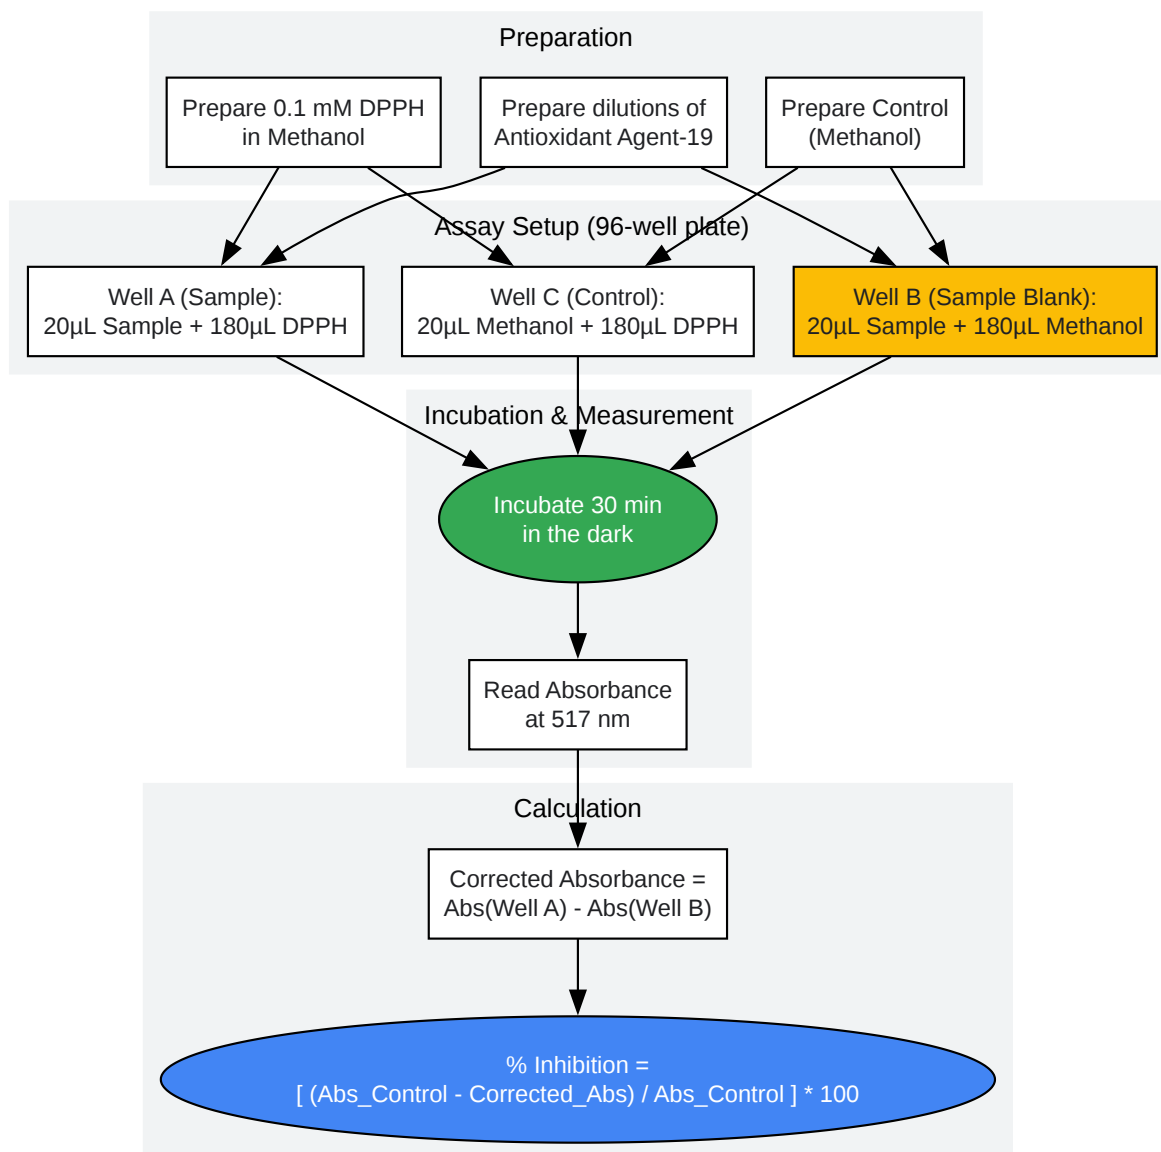 Preparation
Prepare 0.1 mM DPPH
in Methanol
Prepare dilutions of
Antioxidant Agent-19
Prepare Control
(Methanol)
Assay Setup (96-well plate)
Well A (Sample):
20µL Sample + 180µL DPPH
Well C (Control):
20µL Methanol + 180µL DPPH
Well B (Sample Blank):
20µL Sample + 180µL Methanol
Incubation & Measurement
Incubate 30 min
in the dark
Read Absorbance
at 517 nm
Calculation
Corrected Absorbance =
Abs(Well A) - Abs(Well B)
% Inhibition =
[ (Abs_Control - Corrected_Abs) / Abs_Control ] * 100